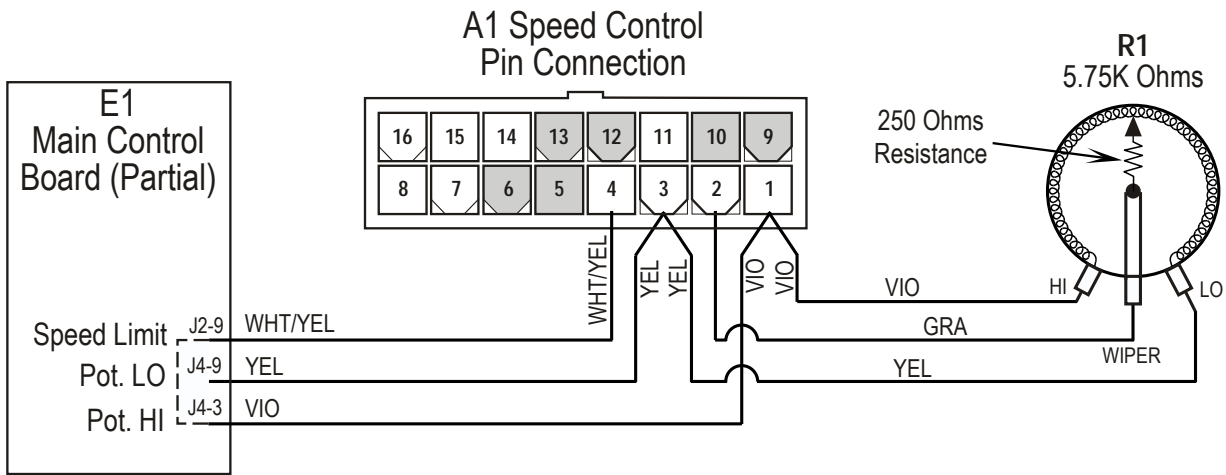 A1 Speed Control
Pin Connection
R1
5.75K Ohms
E1
Main Control
Board (Partial)
250 Ohms
Resistance
16 15 14 13 12 11 10 9
8 7 6 5 4 3 2 1
WHT/YEL
YEL
YEL
VIO
VIO
VIO
HI
LO
Speed Limit
J2-9
WHT/YEL
GRA
WIPER
Pot. LO
J4-9
YEL
YEL
Pot. HI
J4-3
VIO